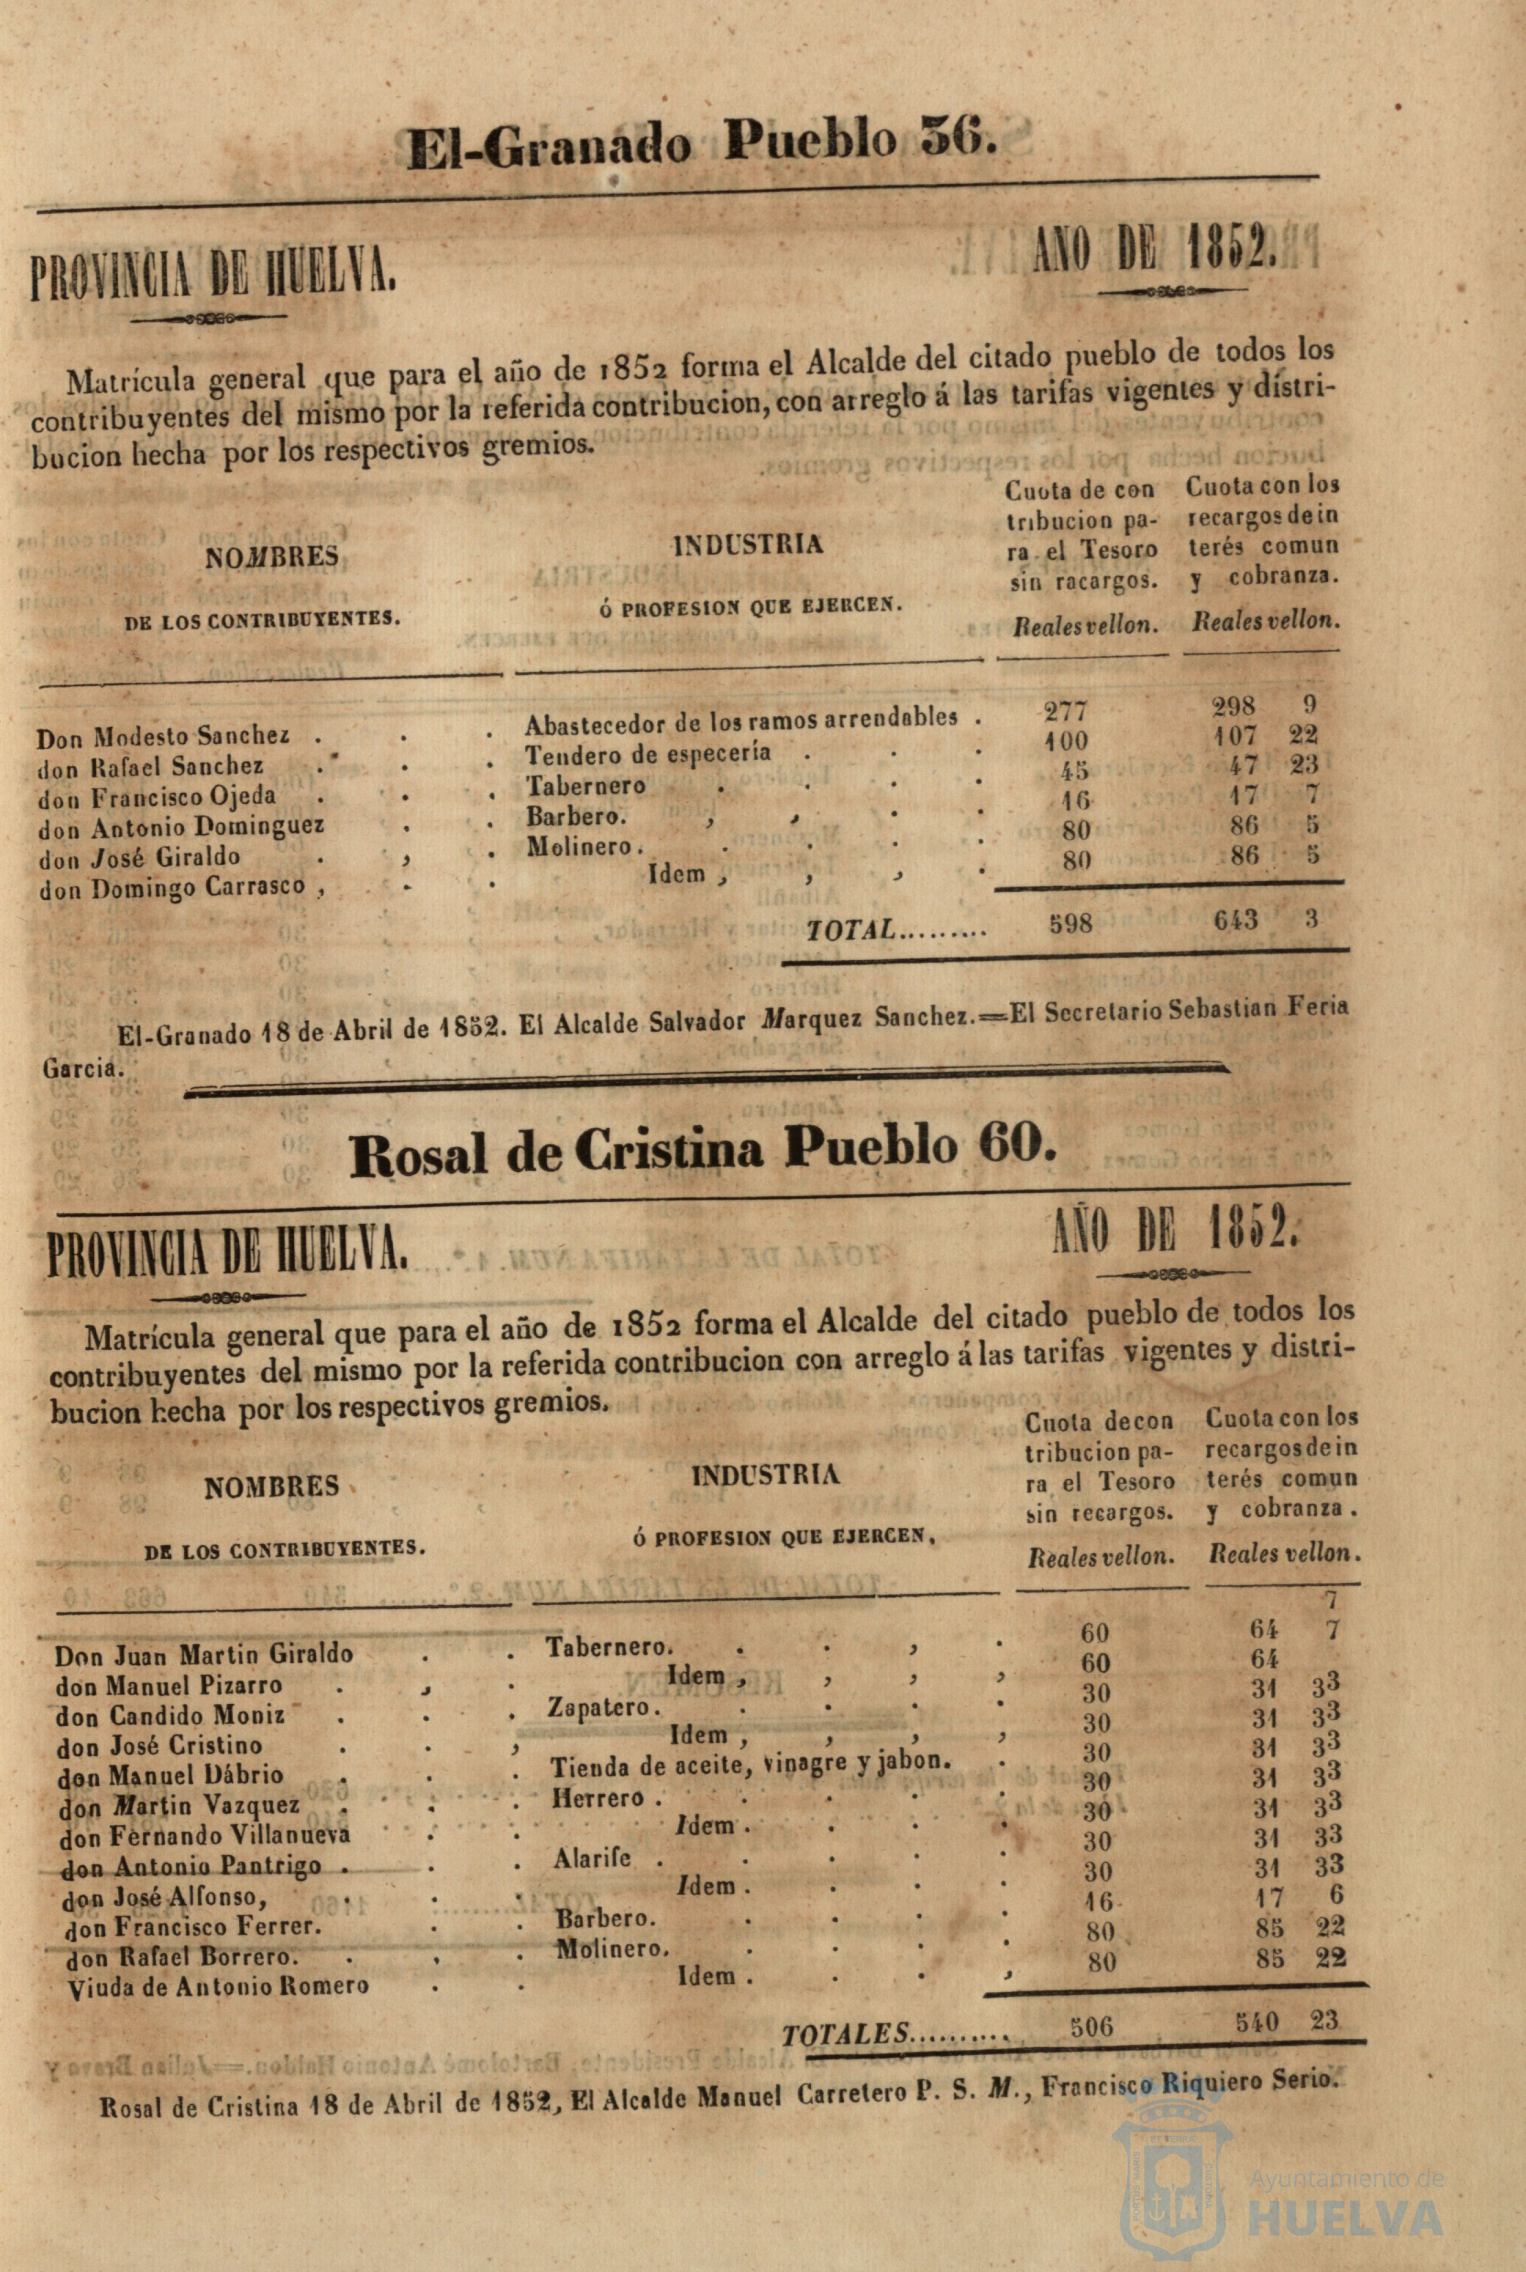 El-Granado Pueblo 36.
PROVINCIA DE HUELVA.
AÑO DE 1852.
Matrícula general que para el año de 1852 forma el Alcalde del citado pueblo de todos los
contribuyentes del mismo por la referida contribucion, con arreglo á las tarifas vigentes y distri-
bucion hecha por los respectivos gremios.
NOMBRES
DE LOS CONTRIBUYENTES.
INDUSTRIA
Ó PROFESION QUE EJERCEN.
Cuota de con
tribucion pa-
ra el Tesoro
sin racargos.
Reales vellon.
Cuota con los
recargos de in
terés comun
y cobranza.
Reales vellon.
Don Modesto Sanchez . . . Abastecedor de los ramos arrendables . 277 298 9
don Rafael Sanchez . . . Tendero de especería . . . 100 107 22
don Francisco Ojeda . . . Tabernero . . . . 45 47 23
don Antonio Dominguez . . Barbero. , , . . 16 17 7
don José Giraldo . , . Molinero. . . . . 80 86 5
don Domingo Carrasco , . . Idem , , , . 80 86 5
TOTAL......... 598 643 3
El-Granado 18 de Abril de 1852. El Alcalde Salvador Marquez Sanchez.=El Secretario Sebastian Feria
Garcia.
Rosal de Cristina Pueblo 60.
PROVINCIA DE HUELVA.
AÑO DE 1852.
Matrícula general que para el año de 1852 forma el Alcalde del citado pueblo de todos los
contribuyentes del mismo por la referida contribucion con arreglo á las tarifas vigentes y distri-
bucion hecha por los respectivos gremios.
NOMBRES
DE LOS CONTRIBUYENTES.
INDUSTRIA
Ó PROFESION QUE EJERCEN,
Cuota de con
tribucion pa-
ra el Tesoro
sin recargos.
Reales vellon.
Cuota con los
recargos de in
terés comun
y cobranza.
Reales vellon.
7
Don Juan Martin Giraldo . . Tabernero. . . , . 60 64 7
don Manuel Pizarro . , . Idem , , , , 60 64
don Candido Moniz . . . Zapatero. . . . . 30 31 33
don José Cristino . . , Idem , , , , 30 31 33
don Manuel Dábrio . . . Tienda de aceite, vinagre y jabon. . 30 31 33
don Martin Vazquez . . . Herrero . . . . . 30 31 33
don Fernando Villanueva . . Idem . . . . 30 31 33
don Antonio Pantrigo . . . Alarife . . . . . 30 31 33
don José Alfonso, . . . Idem . . . . 30 31 33
don Francisco Ferrer. . . Barbero. . . . . 16 17 6
don Rafael Borrero. . , . Molinero. . . . . 80 85 22
Viuda de Antonio Romero . . Idem . . . , 80 85 22
TOTALES.......... 506 540 23
Rosal de Cristina 18 de Abril de 1852, El Alcalde Manuel Carretero P. S. M., Francisco Riquiero Serio.
Ayuntamiento de
HUELVA